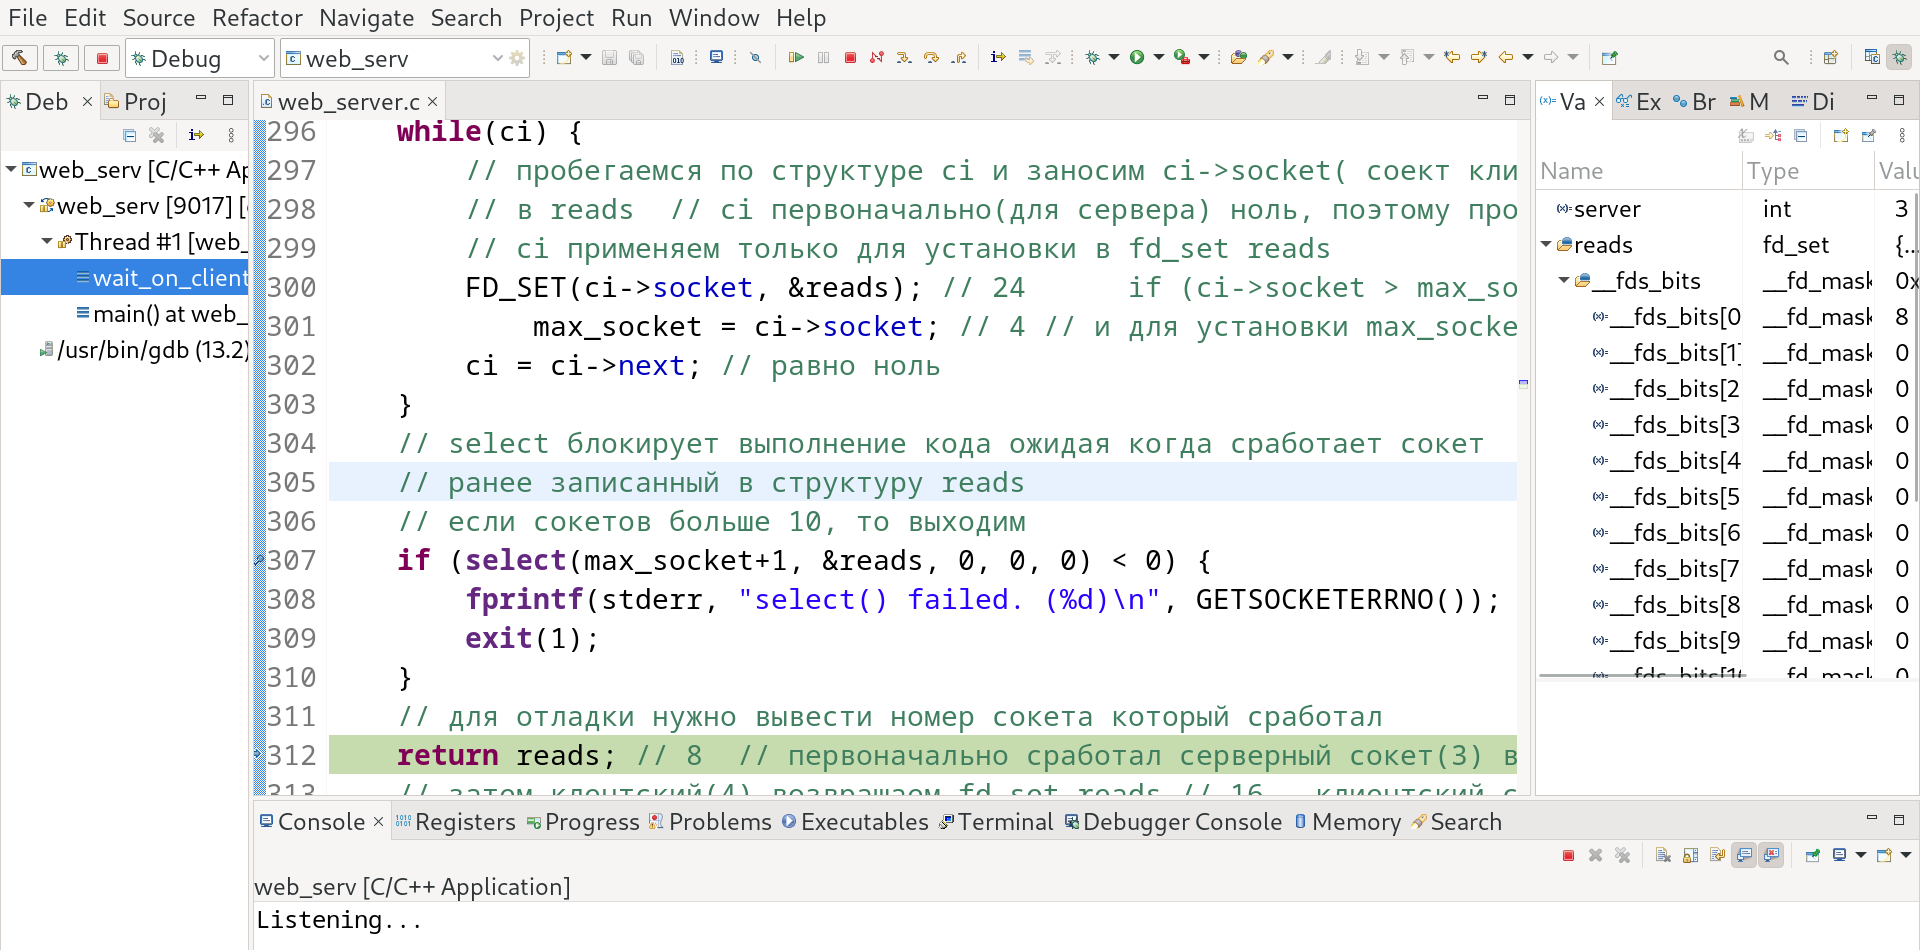 File Edit Source Refactor Navigate Search Project Run Window Help
Debug web_serv
Deb Proj
web_serv [C/C++ Ap
web_serv [9017] [
Thread #1 [web_
wait_on_client
main() at web_
/usr/bin/gdb (13.2)
web_server.c
296 while(ci) {
297 // пробегаемся по структуре ci и заносим ci->socket( соект кли
298 // в reads  // ci первоначально(для сервера) ноль, поэтому про
299 // ci применяем только для установки в fd_set reads
300 FD_SET(ci->socket, &reads); // 24      if (ci->socket > max_so
301 max_socket = ci->socket; // 4 // и для установки max_socke
302 ci = ci->next; // равно ноль
303 }
304 // select блокирует выполнение кода ожидая когда сработает сокет
305 // ранее записанный в структуру reads
306 // если сокетов больше 10, то выходим
307 if (select(max_socket+1, &reads, 0, 0, 0) < 0) {
308 fprintf(stderr, "select() failed. (%d)\n", GETSOCKETERRNO());
309 exit(1);
310 }
311 // для отладки нужно вывести номер сокета который сработал
312 return reads; // 8  // первоначально сработал серверный сокет(3) в
313 // затем клентский(4) возвращаем fd_set reads // 16   клиентский с
Va Ex Br M Di
Name Type Valu
server int 3
reads fd_set {...
__fds_bits __fd_mask 0x
__fds_bits[0 __fd_mask 8
__fds_bits[1] __fd_mask 0
__fds_bits[2 __fd_mask 0
__fds_bits[3 __fd_mask 0
__fds_bits[4 __fd_mask 0
__fds_bits[5 __fd_mask 0
__fds_bits[6 __fd_mask 0
__fds_bits[7 __fd_mask 0
__fds_bits[8 __fd_mask 0
__fds_bits[9 __fd_mask 0
__fds_bits[1( __fd_mask 0
Console Registers Progress Problems Executables Terminal Debugger Console Memory Search
web_serv [C/C++ Application]
Listening...